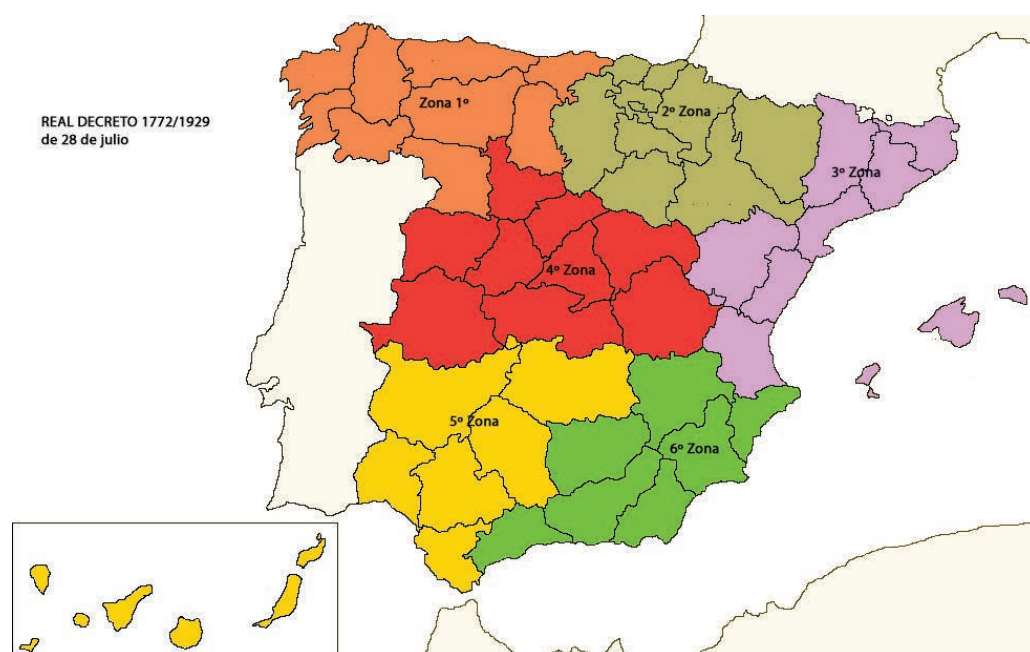 Zona 1º
2º Zona
REAL DECRETO 1772/1929
de 28 de julio
3º Zona
4º Zona
5º Zona
6º Zona